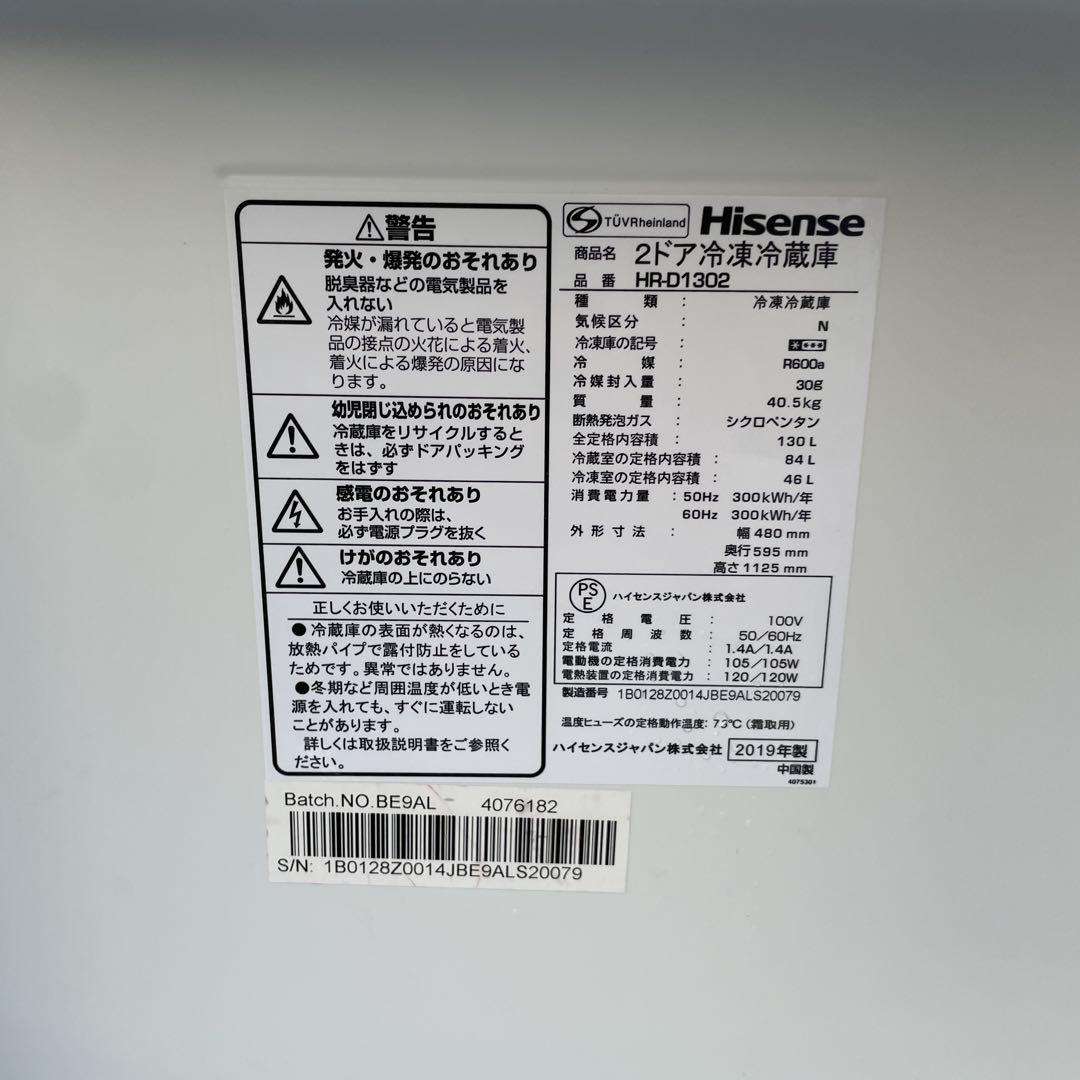 ⚠警告
発火・爆発のおそれあり
脱臭器などの電気製品を
入れない
冷媒が漏れていると電気製
品の接点の火花による着火、
着火による爆発の原因にな
ります。
幼児閉じ込められのおそれあり
冷蔵庫をリサイクルすると
きは、必ずドアパッキング
をはずす
感電のおそれあり
お手入れの際は、
必ず電源プラグを抜く
けがのおそれあり
冷蔵庫の上にのらない
正しくお使いいただくために
●冷蔵庫の表面が熱くなるのは、
放熱パイプで露付防止をしている
ためです。異常ではありません。
●冬期など周囲温度が低いとき電
源を入れても、すぐに運転しない
ことがあります。
詳しくは取扱説明書をご参照く
ださい。
TÜVRheinland Hisense
商品名 2ドア冷凍冷蔵庫
品番 HR-D1302
種類 : 冷凍冷蔵庫
気候区分 : N
冷凍庫の記号 : ****
冷媒 : R600a
冷媒封入量 : 30g
質量 : 40.5kg
断熱発泡ガス : シクロペンタン
全定格内容積 : 130 L
冷蔵室の定格内容積 : 84 L
冷凍室の定格内容積 : 46 L
消費電力量 : 50Hz 300kWh/年
60Hz 300kWh/年
外形寸法 : 幅 480 mm
奥行 595 mm
高さ 1125 mm
PSE ハイセンスジャパン株式会社
定格電圧 : 100V
定格周波数 : 50/60Hz
定格電流 : 1.4A/1.4A
電動機の定格消費電力 : 105/105W
電熱装置の定格消費電力 : 120/120W
製造番号 1B0128Z0014JBE9ALS20079
温度ヒューズの定格動作温度: 73℃ (霜取用)
ハイセンスジャパン株式会社 2019年製
中国製
4075301
Batch.NO.BE9AL 4076182
S/N: 1B0128Z0014JBE9ALS20079